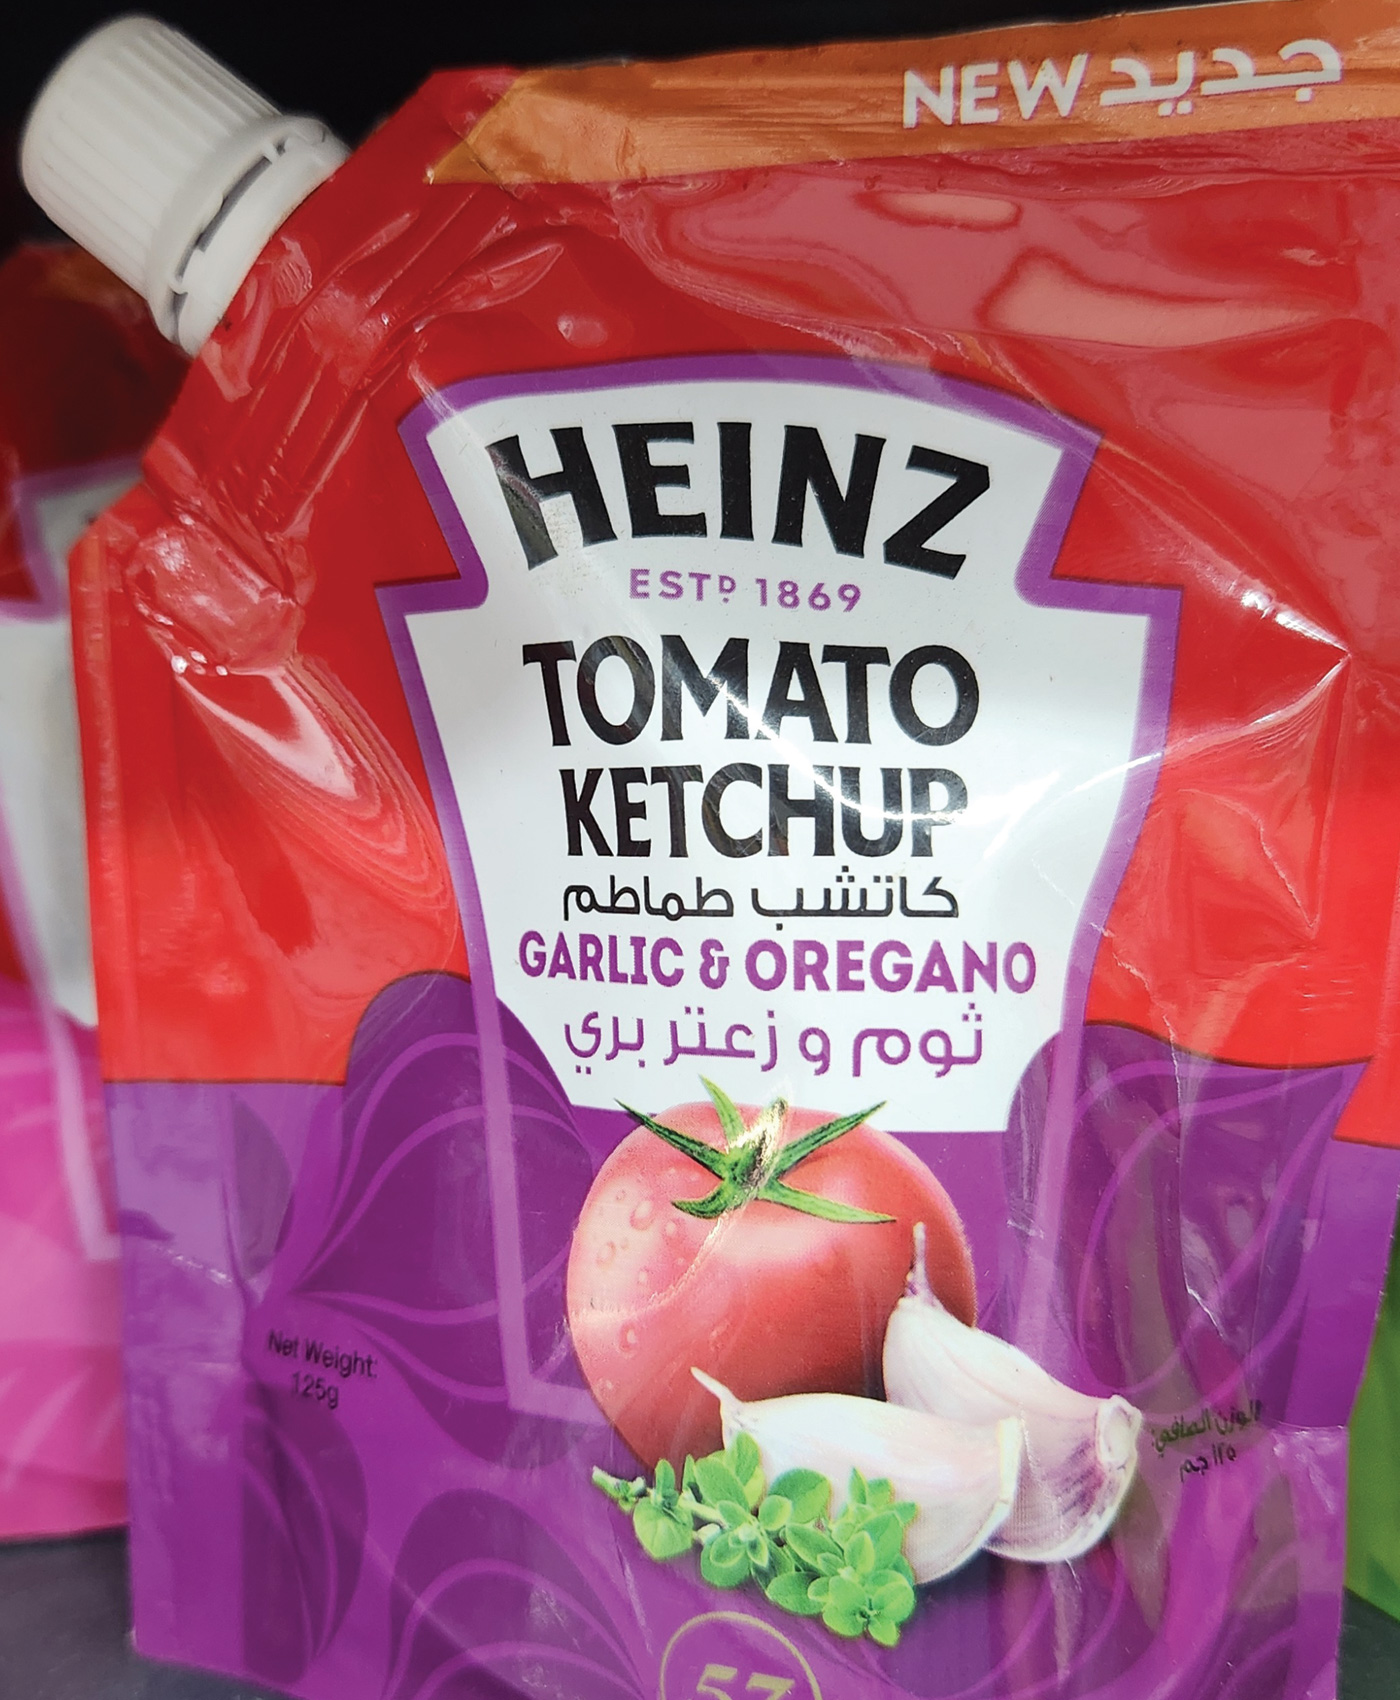 NEW جديد
HEINZ
ESTD 1869
TOMATO
KETCHUP
كاتشب طماطم
GARLIC & OREGANO
ثوم و زعتر بري
Net Weight:
125g
الوزن الصافي:
١٢٥ جم
57